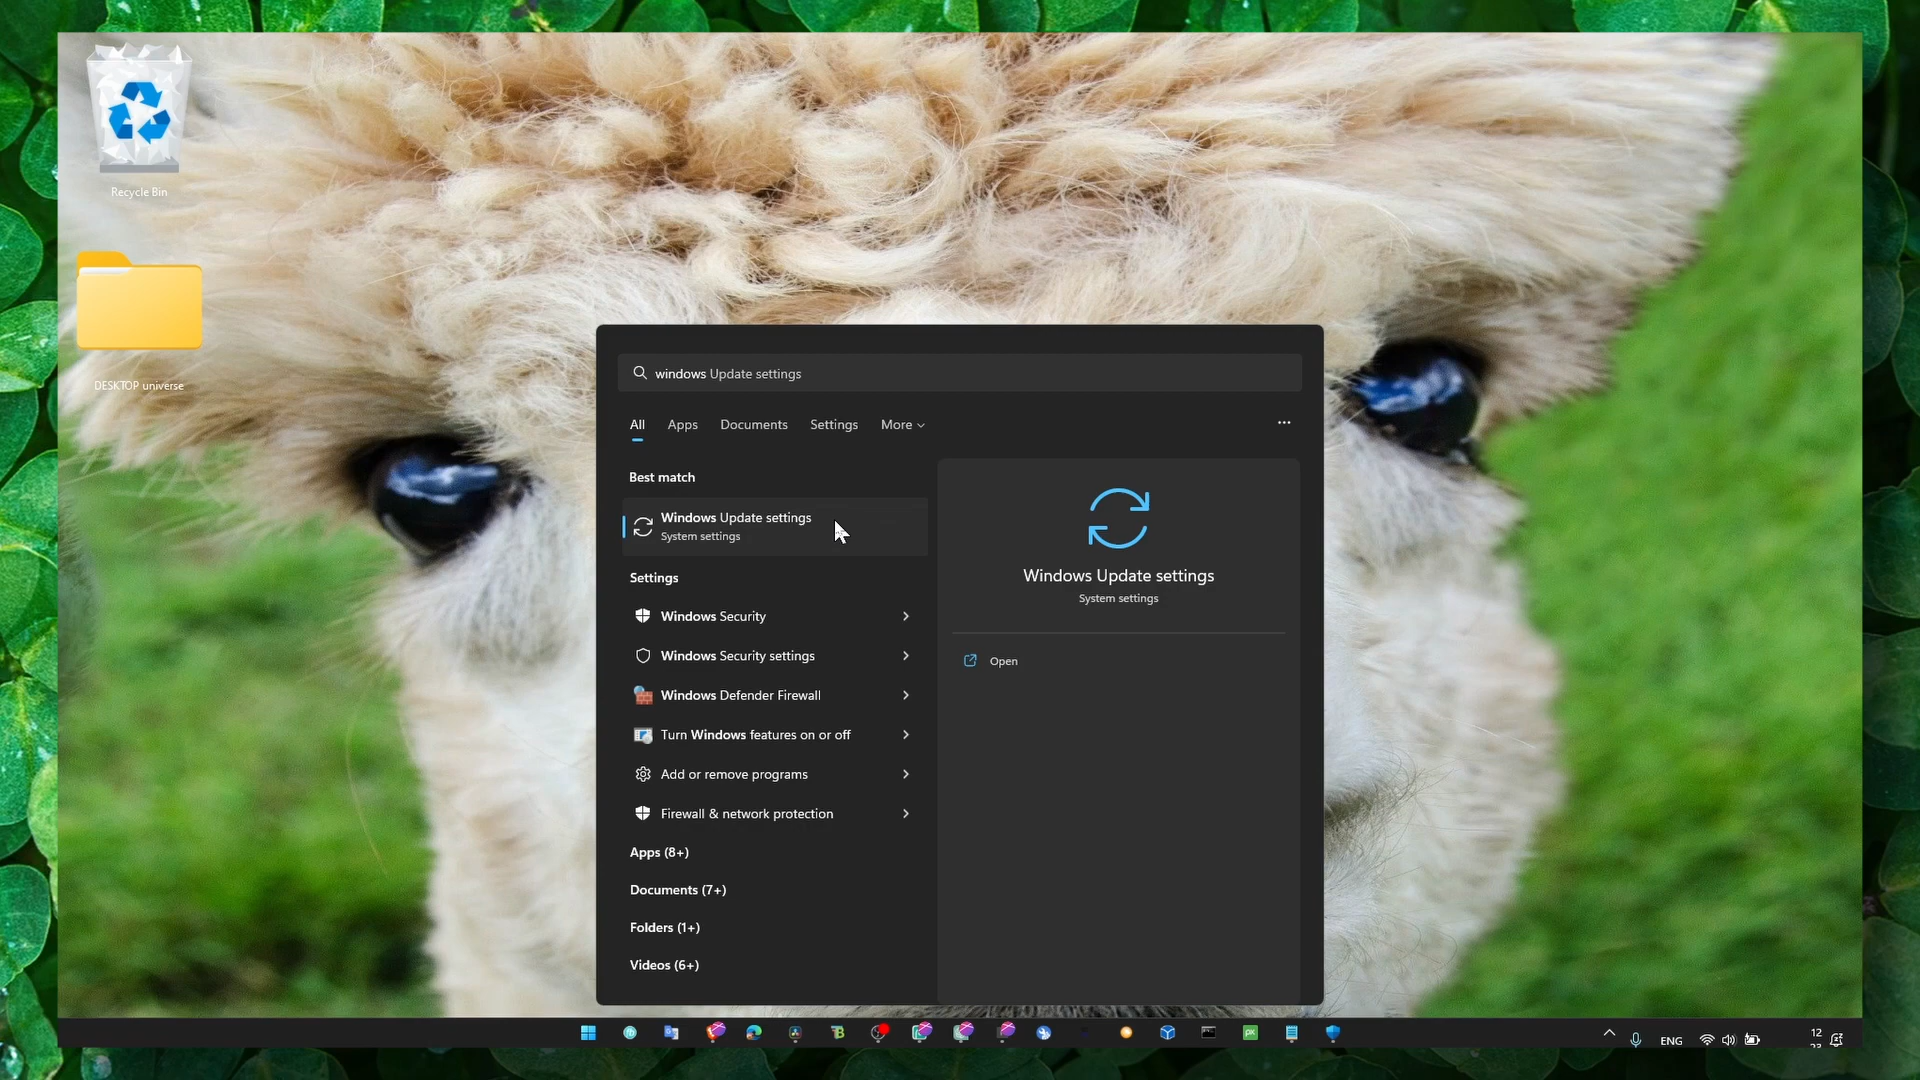 Recycle Bin
DESKTOP universe
windows Update settings
All Apps Documents Settings More
Best match
Windows Update settings
System settings
Settings
Windows Security
Windows Security settings
Windows Defender Firewall
Turn Windows features on or off
Add or remove programs
Firewall & network protection
Apps (8+)
Documents (7+)
Folders (1+)
Videos (6+)
Windows Update settings
System settings
Open
ENG
12